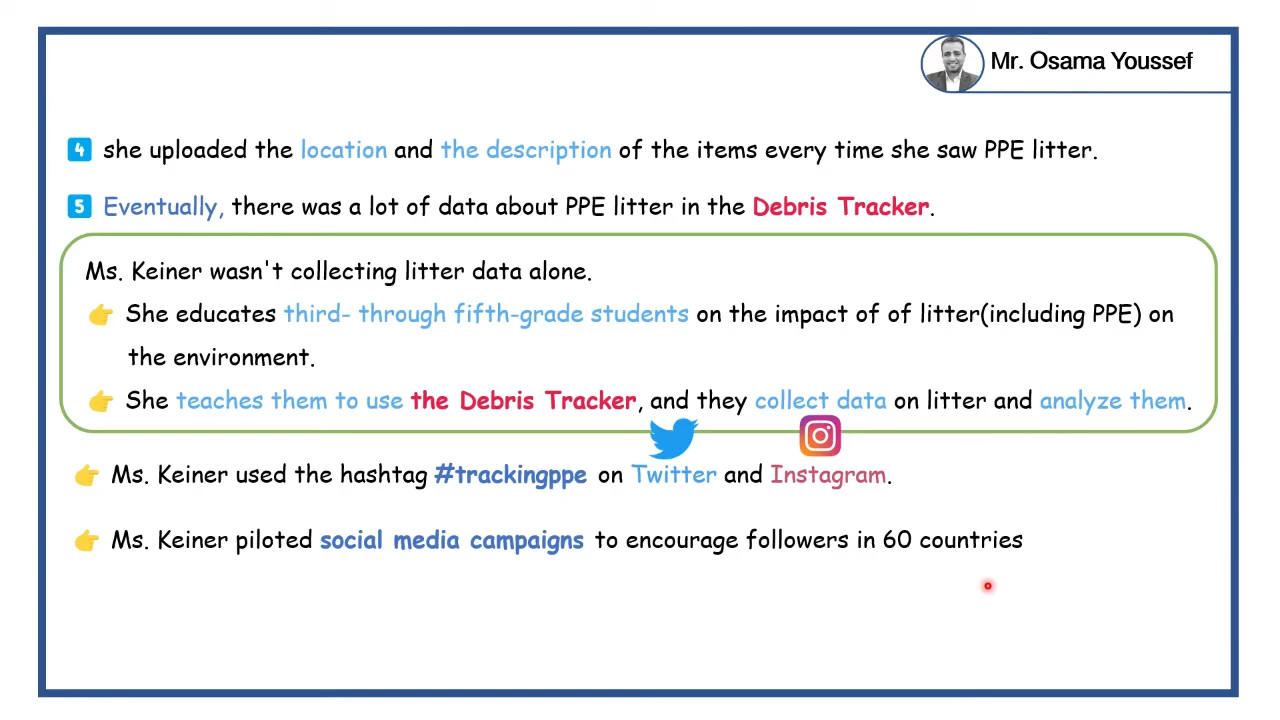 Mr. Osama Youssef
4 she uploaded the location and the description of the items every time she saw PPE litter.
5 Eventually, there was a lot of data about PPE litter in the Debris Tracker.
Ms. Keiner wasn't collecting litter data alone.
👉 She educates third- through fifth-grade students on the impact of of litter(including PPE) on
the environment.
👉 She teaches them to use the Debris Tracker, and they collect data on litter and analyze them.
👉 Ms. Keiner used the hashtag #trackingppe on Twitter and Instagram.
👉 Ms. Keiner piloted social media campaigns to encourage followers in 60 countries